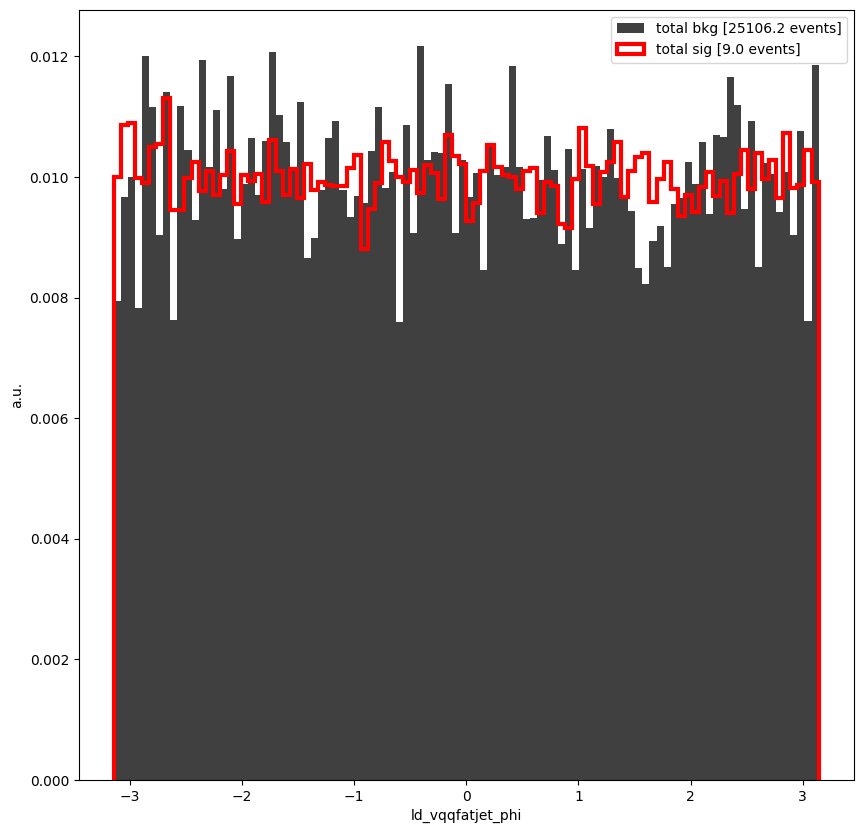 total bkg [25106.2 events]
total sig [9.0 events]
0.012
0.010
0.008
0.006
0.004
0.002
0.000
a.u.
−3 −2 −1 0 1 2 3
ld_vqqfatjet_phi